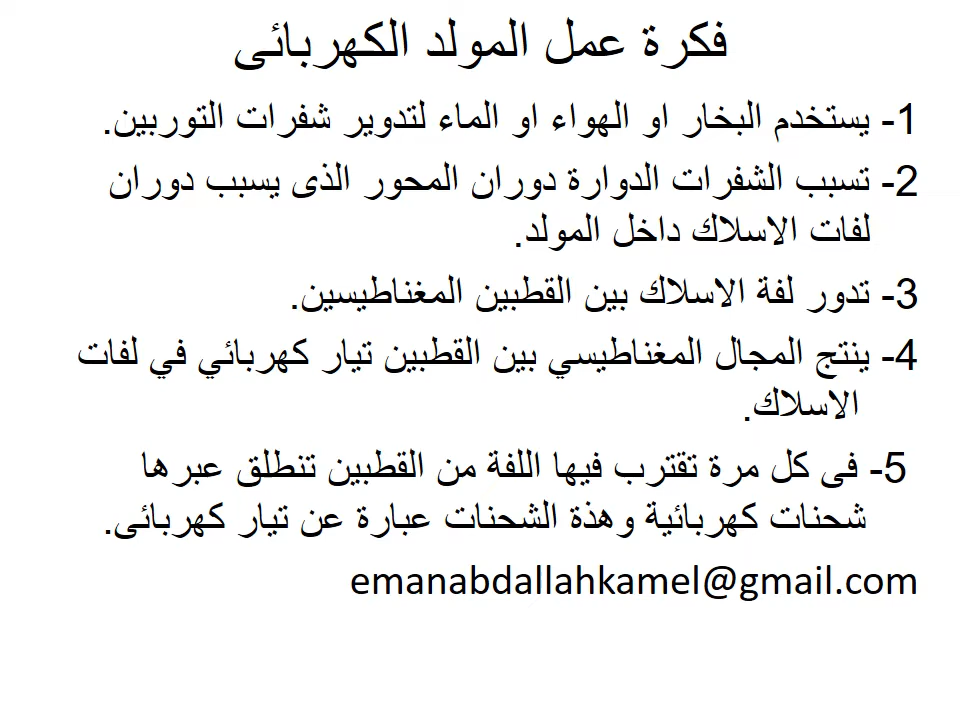 فكرة عمل المولد الكهربائى
1- يستخدم البخار او الهواء او الماء لتدوير شفرات التوربين.
2- تسبب الشفرات الدوارة دوران المحور الذى يسبب دوران
لفات الاسلاك داخل المولد.
3- تدور لفة الاسلاك بين القطبين المغناطيسين.
4- ينتج المجال المغناطيسي بين القطبين تيار كهربائي في لفات
الاسلاك.
5- فى كل مرة تقترب فيها اللفة من القطبين تنطلق عبرها
شحنات كهربائية وهذة الشحنات عبارة عن تيار كهربائى.
emanabdallahkamel@gmail.com